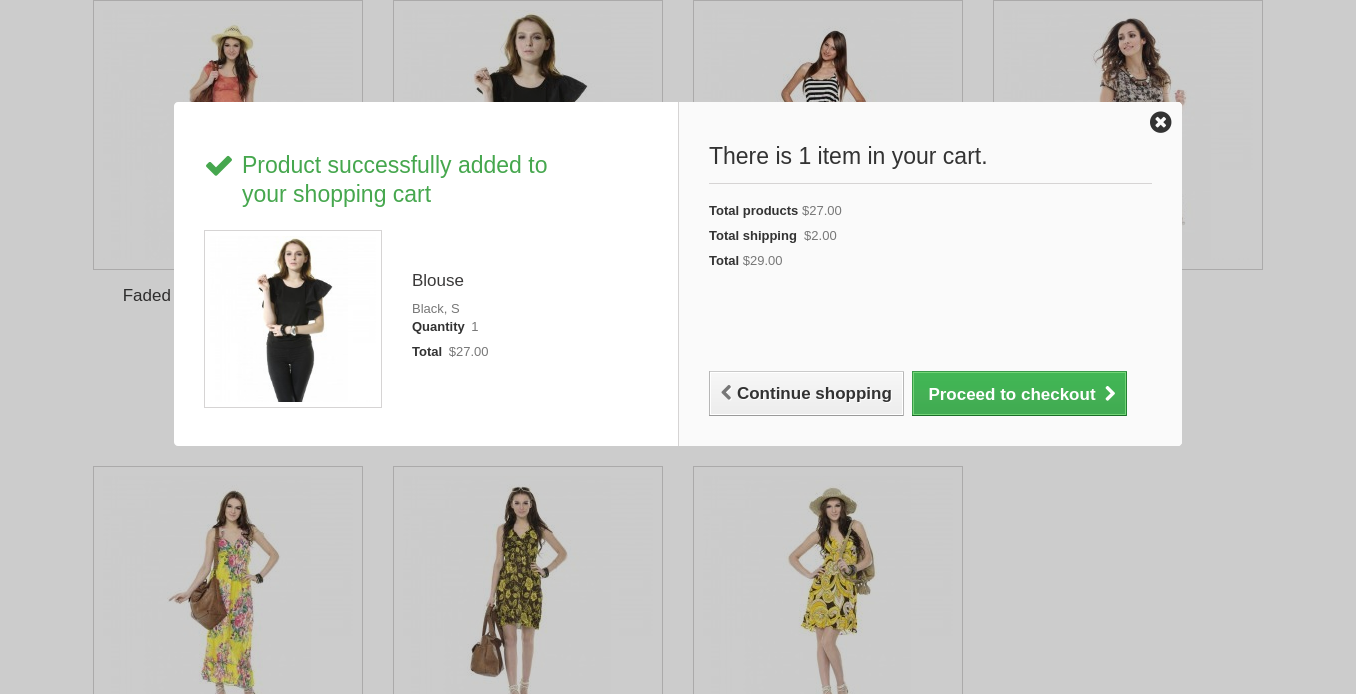 Product successfully added to
your shopping cart
Blouse
Black, S
Quantity 1
Total $27.00
There is 1 item in your cart.
Total products $27.00
Total shipping $2.00
Total $29.00
Continue shopping
Proceed to checkout
Faded